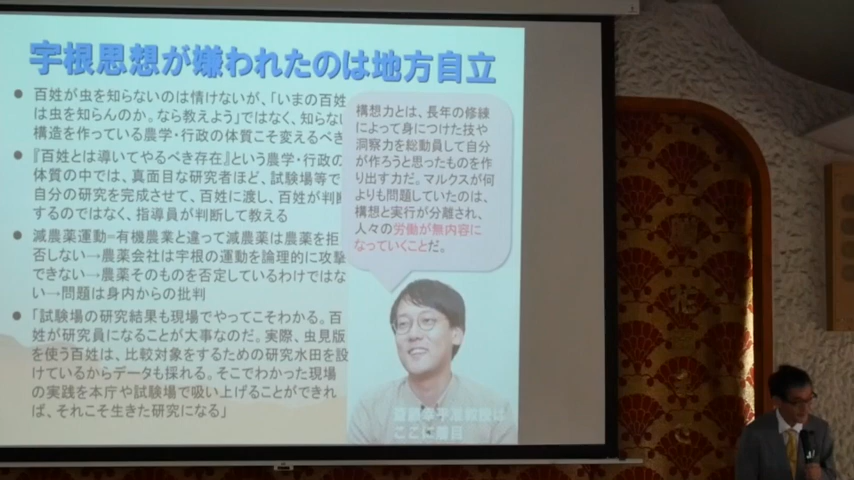 宇根思想が嫌われたのは地方自立
● 百姓が虫を知らないのは情けないが、「いまの百姓
は虫を知らんのか。なら教えよう」ではなく、知らない
構造を作っている農学・行政の体質こそ変えるべき
● 『百姓とは導いてやるべき存在』という農学・行政の
体質の中では、真面目な研究者ほど、試験場等で
自分の研究を完成させて、百姓に渡し、百姓が判断
するのではなく、指導員が判断して教える
● 減農薬運動=有機農業と違って減農薬は農薬を拒
否しない→農薬会社は宇根の運動を論理的に攻撃
できない→農薬そのものを否定しているわけではな
い→問題は身内からの批判
● 「試験場の研究結果も現場でやってこそわかる。百
姓が研究員になることが大事なのだ。実際、虫見版
を使う百姓は、比較対象をするための研究水田を設
けているからデータも採れる。そこでわかった現場
の実践を本庁や試験場で吸い上げることができれ
ば、それこそ生きた研究になる」
構想力とは、長年の修練
によって身につけた技や
洞察力を総動員して自分
が作ろうと思ったものを作
り出す力だ。マルクスが何
よりも問題していたのは、
構想と実行が分離され、
人々の労働が無内容に
なっていくことだ。
准教授は
ここに着目